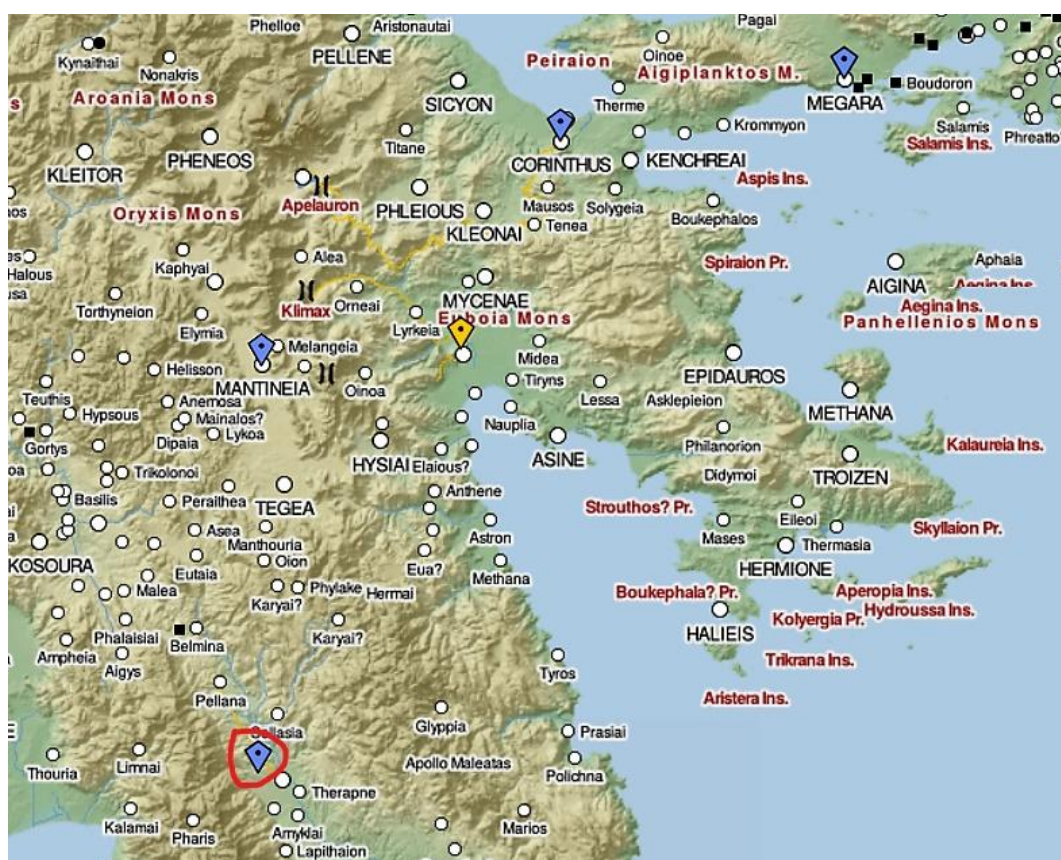 Phelloe
Aristonautai
Pagai
PELLENE
Kynaithai
Nonakris
Peiraion
Oinoe
Aigiplanktos M.
Aroania Mons
SICYON
Therme
MEGARA
Boudoron
PHENEOS
Titane
CORINTHUS
Krommyon
Salamis
Phreatto
KLEITOR
KENCHREAI
Salamis Ins.
Aspis Ins.
Apelauron
PHLEIOUS
Mausos
Solygeia
Oryxis Mons
KLEONAI
Tenea
Boukephalos
Kaphyai
Alea
Spiraion Pr.
AIGINA
Aphaia
Halous
Klimax
Orneai
MYCENAE
Aegina Ins.
Aegina Ins.
Torthyneion
Elymia
Lyrkeia
Euboia Mons
Panhellenios Mons
Melangeia
Midea
Helisson
MANTINEIA
Oinoa
Tiryns
EPIDAUROS
Teuthis
Lessa
Asklepieion
METHANA
Hypsous
Anemosa
Mainalos?
Nauplia
Gortys
Dipaia
Lykoa
HYSIAI
Elaious?
ASINE
Philanorion
Kalaureia Ins.
Trikolonoi
Didymoi
TROIZEN
Basilis
Peraithea
TEGEA
Anthene
Strouthos? Pr.
Eileoi
Asea
Manthouria
Astron
Mases
Thermasia
Skyllaion Pr.
KOSOURA
Eutaia
Oion
Eua?
HERMIONE
Malea
Karyai?
Phylake
Hermai
Methana
Boukephala? Pr.
Aperopia Ins.
Hydroussa Ins.
Phalaisiai
Belmina
Karyai?
HALIEIS
Kolyergia Pr.
Ampheia
Aigys
Tyros
Trikrana Ins.
Pellana
Glyppia
Aristera Ins.
Sellasia
Prasiai
Thouria
Limnai
Apollo Maleatas
Polichna
Therapne
Kalamai
Pharis
Amyklai
Marios
Lapithaion